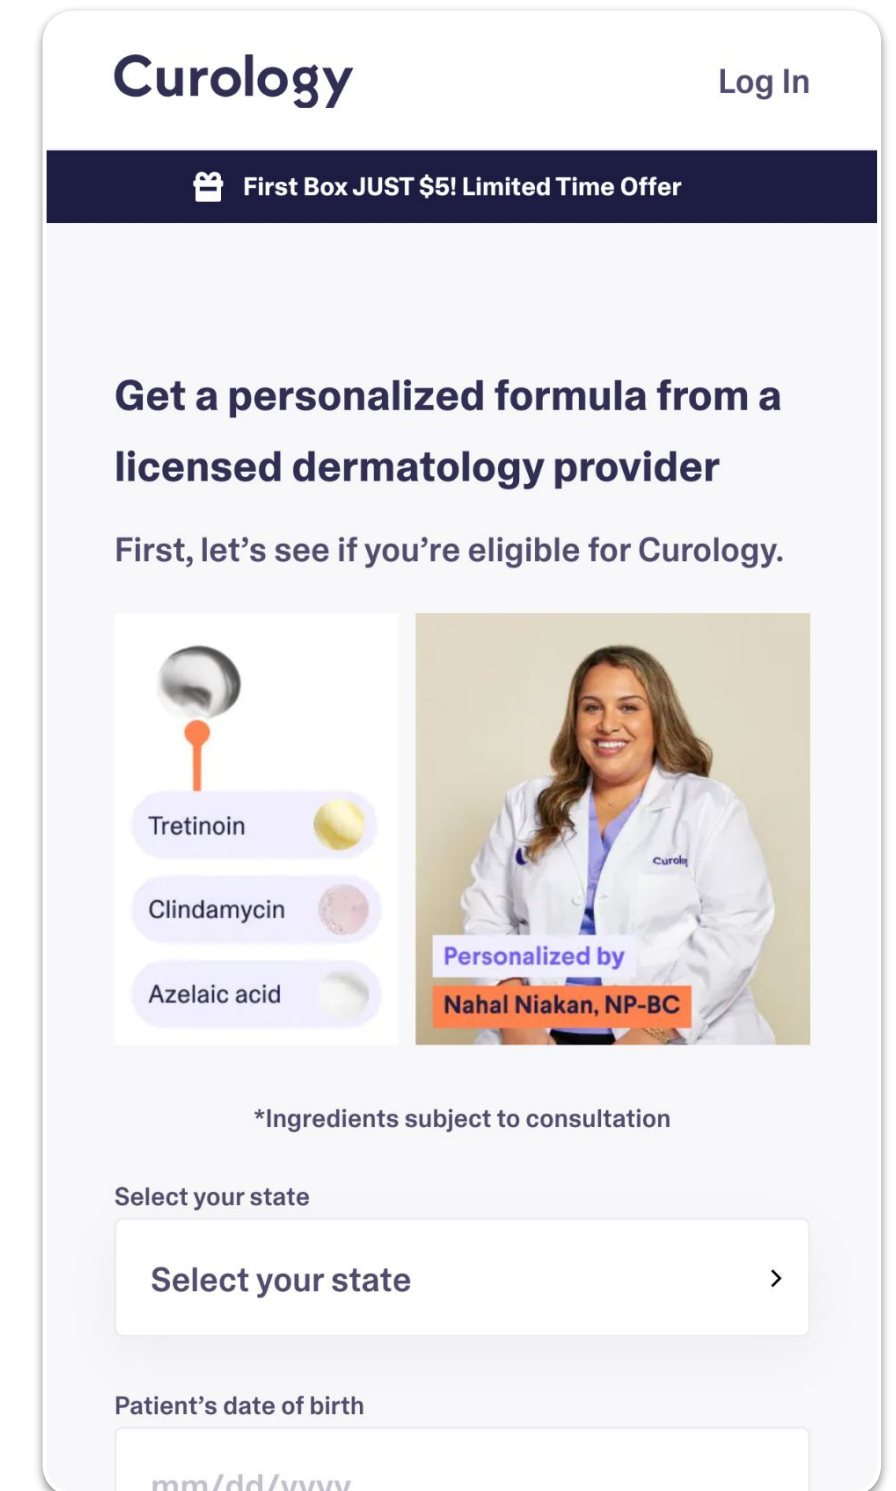 Curology
Log In
First Box JUST $5! Limited Time Offer
Get a personalized formula from a
licensed dermatology provider
First, let’s see if you’re eligible for Curology.
Tretinoin
Clindamycin
Azelaic acid
Curolog
Personalized by
Nahal Niakan, NP-BC
*Ingredients subject to consultation
Select your state
Select your state
Patient’s date of birth
mm/dd/yyyy